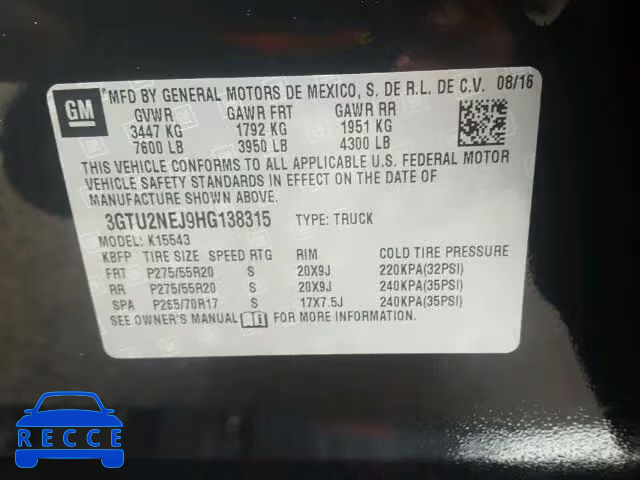 GM
MFD BY GENERAL MOTORS DE MEXICO, S. DE R.L. DE C.V. 08/16
GVWR GAWR FRT GAWR RR
3447 KG 1792 KG 1951 KG
7600 LB 3950 LB 4300 LB
THIS VEHICLE CONFORMS TO ALL APPLICABLE U.S. FEDERAL MOTOR
VEHICLE SAFETY STANDARDS IN EFFECT ON THE DATE OF
MANUFACTURE SHOWN ABOVE.
3GTU2NEJ9HG138315 TYPE: TRUCK
MODEL: K15543
KBFP TIRE SIZE SPEED RTG RIM COLD TIRE PRESSURE
FRT P275/55R20 S 20X9J 220KPA(32PSI)
RR P275/55R20 S 20X9J 240KPA(35PSI)
SPA P265/70R17 S 17X7.5J 240KPA(35PSI)
SEE OWNER'S MANUAL FOR MORE INFORMATION.
RECCE